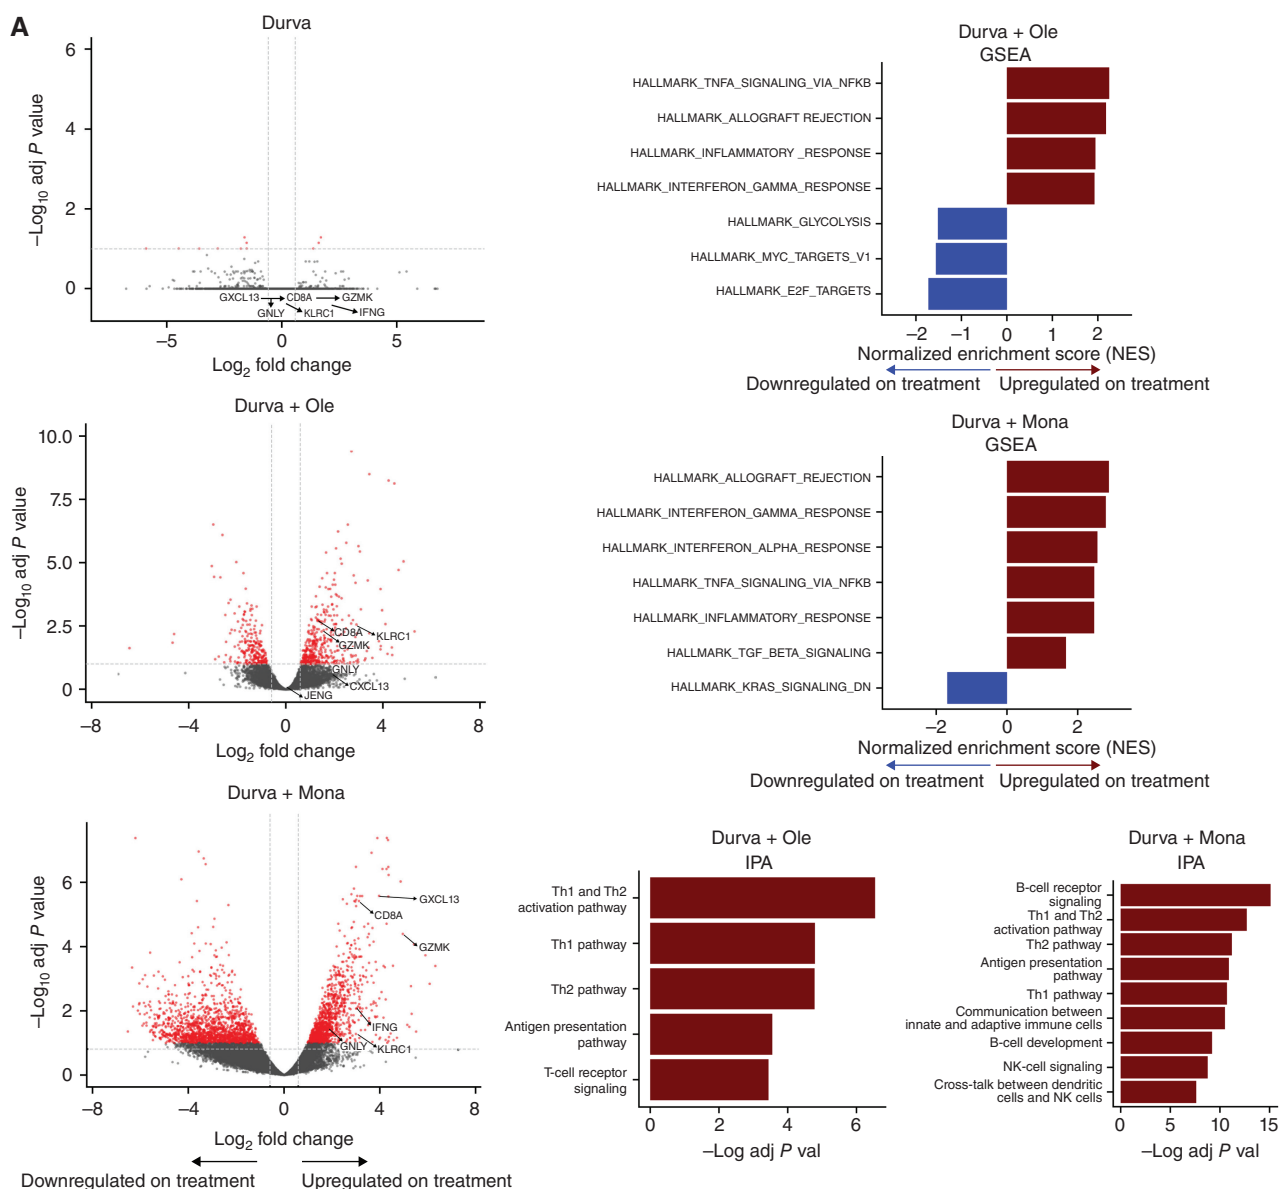 A
Durva
6
4
2
0
–Log10 adj P value
GXCL13
CD8A
GZMK
GNLY
KLRC1
IFNG
–5
0
5
Log2 fold change
Durva + Ole
GSEA
HALLMARK_TNFA_SIGNALING_VIA_NFKB
HALLMARK_ALLOGRAFT REJECTION
HALLMARK_INFLAMMATORY _RESPONSE
HALLMARK_INTERFERON_GAMMA_RESPONSE
HALLMARK_GLYCOLYSIS
HALLMARK_MYC_TARGETS_V1
HALLMARK_E2F_TARGETS
–2
–1
0
1
2
Normalized enrichment score (NES)
Downregulated on treatment
Upregulated on treatment
Durva + Ole
10.0
7.5
5.0
2.5
0
–Log10 adj P value
CD8A
KLRC1
GZMK
GNLY
CXCL13
JENG
–8
–4
0
4
8
Log2 fold change
Durva + Mona
GSEA
HALLMARK_ALLOGRAFT_REJECTION
HALLMARK_INTERFERON_GAMMA_RESPONSE
HALLMARK_INTERFERON_ALPHA_RESPONSE
HALLMARK_TNFA_SIGNALING_VIA_NFKB
HALLMARK_INFLAMMATORY_RESPONSE
HALLMARK_TGF_BETA_SIGNALING
HALLMARK_KRAS_SIGNALING_DN
–2
0
2
Normalized enrichment score (NES)
Downregulated on treatment
Upregulated on treatment
Durva + Mona
6
4
2
0
–Log10 adj P value
GXCL13
CD8A
GZMK
IFNG
GNLY
KLRC1
–8
–4
0
4
8
Log2 fold change
Downregulated on treatment
Upregulated on treatment
Durva + Ole
IPA
Th1 and Th2
activation pathway
Th1 pathway
Th2 pathway
Antigen presentation
pathway
T-cell receptor
signaling
0
2
4
6
–Log adj P val
Durva + Mona
IPA
B-cell receptor
signaling
Th1 and Th2
activation pathway
Th2 pathway
Antigen presentation
pathway
Th1 pathway
Communication between
innate and adaptive immune cells
B-cell development
NK-cell signaling
Cross-talk between dendritic
cells and NK cells
0
5
10
15
–Log adj P val